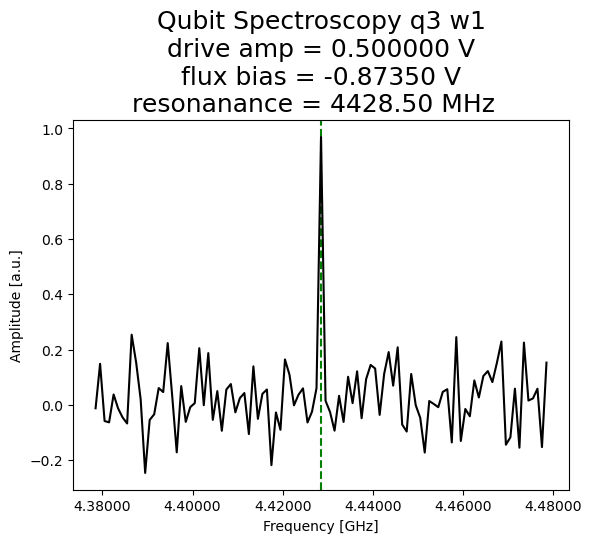 Qubit Spectroscopy q3 w1
drive amp = 0.500000 V
flux bias = -0.87350 V
resonanance = 4428.50 MHz
1.0
0.8
0.6
0.4
0.2
0.0
−0.2
Amplitude [a.u.]
4.38000 4.40000 4.42000 4.44000 4.46000 4.48000
Frequency [GHz]